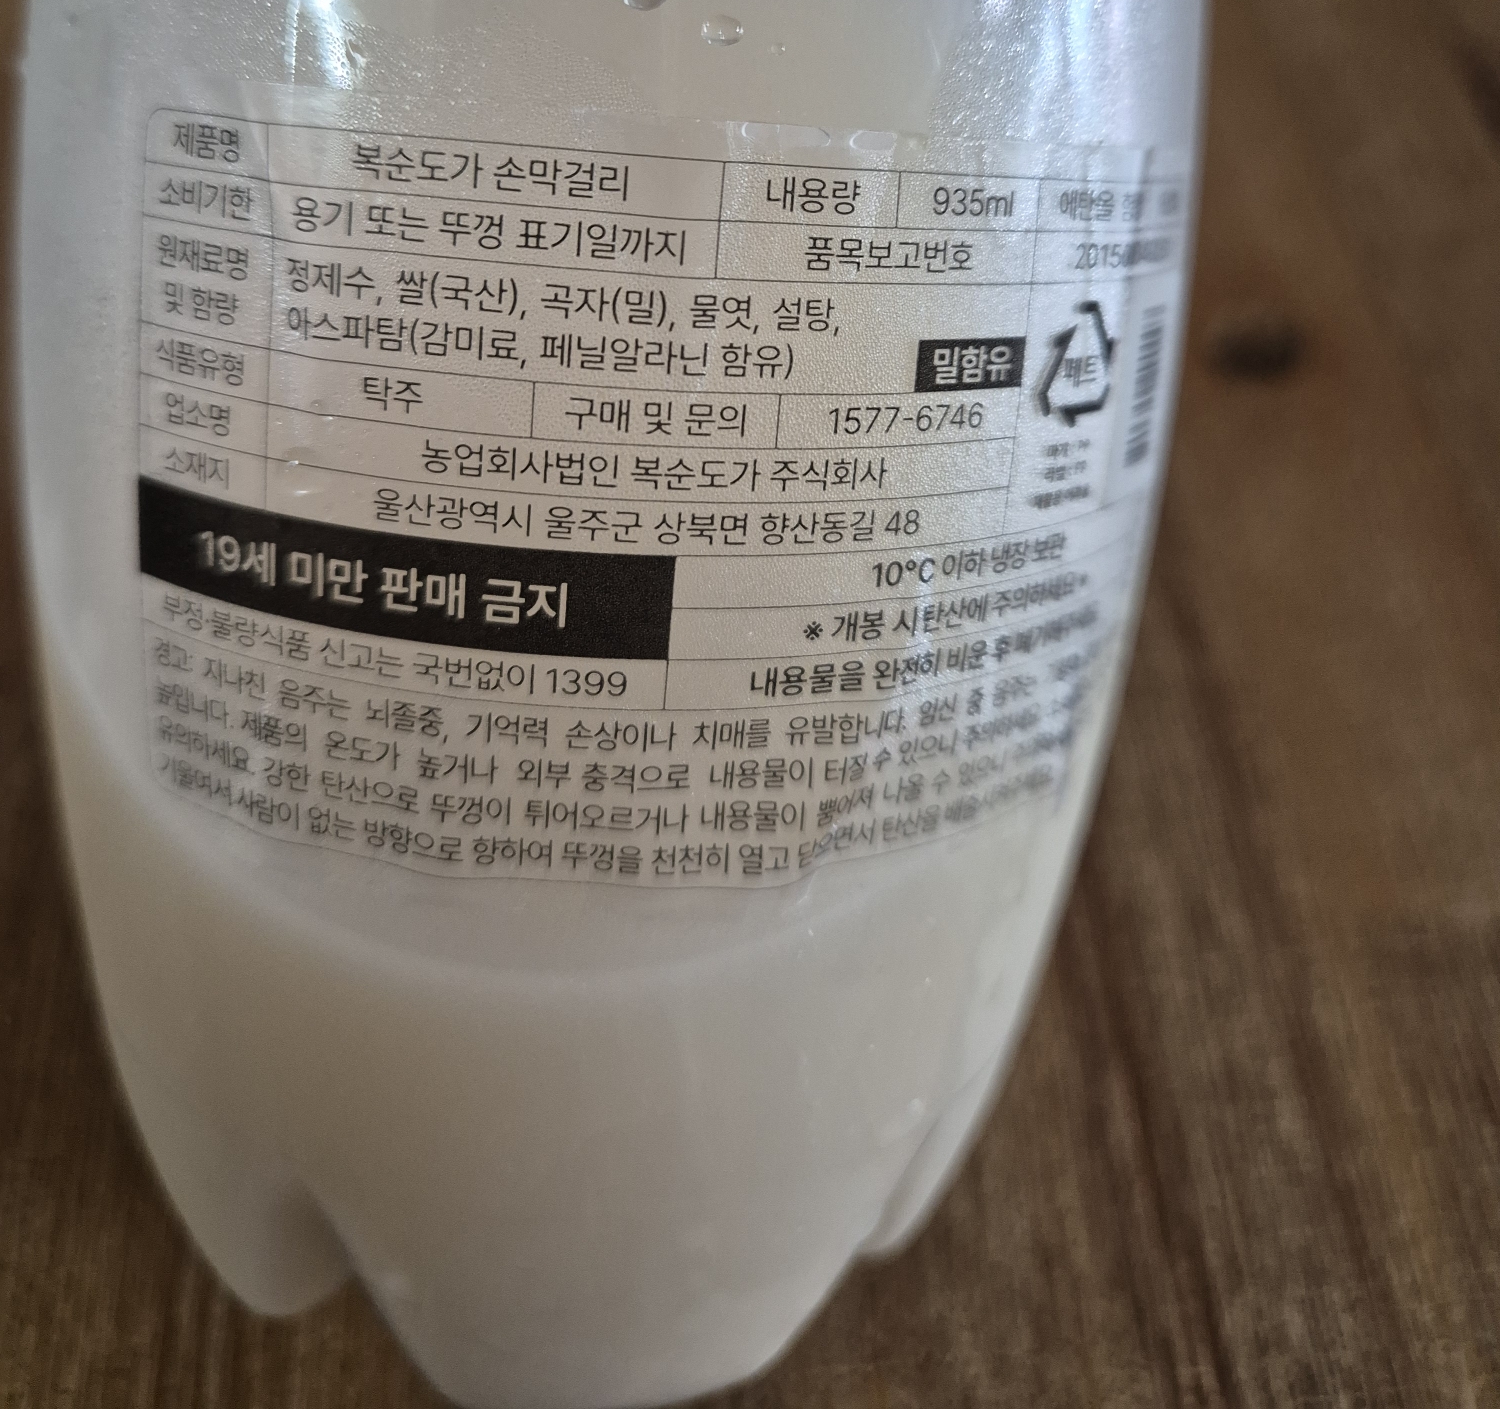 제품명 복순도가 손막걸리 내용량 935ml 에탄올
소비기한 용기 또는 뚜껑 표기일까지 품목보고번호
원재료명 정제수, 쌀(국산), 곡자(밀), 물엿, 설탕,
및 함량 아스파탐(감미료, 페닐알라닌 함유) 밀함유
페트
식품유형 탁주 구매 및 문의 1577-6746
업소명 농업회사법인 복순도가 주식회사
소재지 울산광역시 울주군 상북면 향산동길 48
19세 미만 판매 금지
10°C 이하 냉장 보관
※ 개봉 시 탄산에 주의하세요※
부정·불량식품 신고는 국번없이 1399
내용물을 완전히 비운 후
경고: 지나친 음주는 뇌졸중, 기억력 손상이나 치매를 유발합니다. 임신 중 음주는
높입니다. 제품의 온도가 높거나 외부 충격으로 내용물이 터질 수 있으니 주의하세요.
유의하세요. 강한 탄산으로 뚜껑이 튀어오르거나 내용물이 뿜어져 나올 수 있으니
기울여서 사람이 없는 방향으로 향하여 뚜껑을 천천히 열고 닫으면서 탄산을